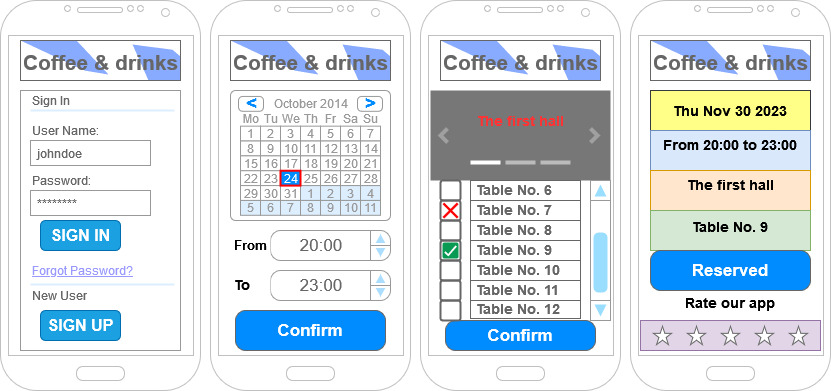 Coffee & drinks
Sign In
User Name:
johndoe
Password:
********
SIGN IN
Forgot Password?
New User
SIGN UP
Coffee & drinks
< October 2014 >
Mo Tu We Th Fr Sa Su
1 2 3 4 5 6 7
8 9 10 11 12 13 14
15 16 17 18 19 20 21
22 23 24 25 26 27 28
29 30 31 1 2 3 4
5 6 7 8 9 10 11
From 20:00
To 23:00
Confirm
Coffee & drinks
The first hall
Table No. 6
Table No. 7
Table No. 8
Table No. 9
Table No. 10
Table No. 11
Table No. 12
Confirm
Coffee & drinks
Thu Nov 30 2023
From 20:00 to 23:00
The first hall
Table No. 9
Reserved
Rate our app